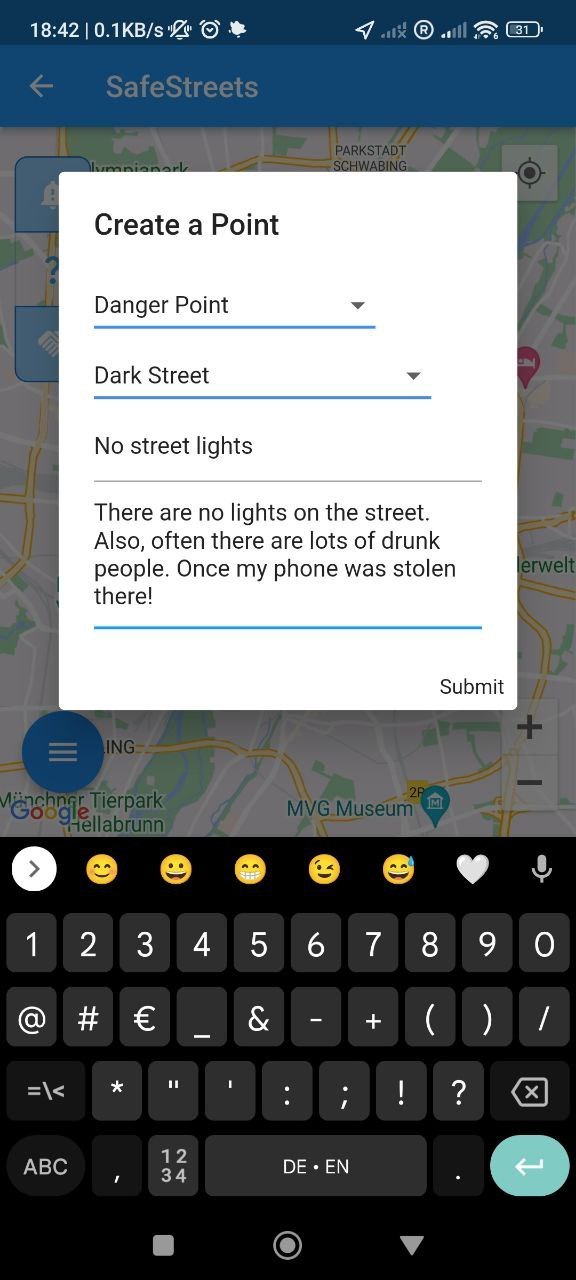 18:42 | 0.1KB/s
31
SafeStreets
lympiapark
PARKSTADT
SCHWABING
Create a Point
?
Danger Point
Dark Street
No street lights
There are no lights on the street.
Also, often there are lots of drunk
people. Once my phone was stolen
there!
lerwelt
Submit
ING
+
−
Münchner Tierpark
Hellabrunn
Google
MVG Museum
2R
1 2 3 4 5 6 7 8 9 0
@ # € _ & - + ( ) /
=\< * " ' : ; ! ?
ABC , 12 34 DE • EN .